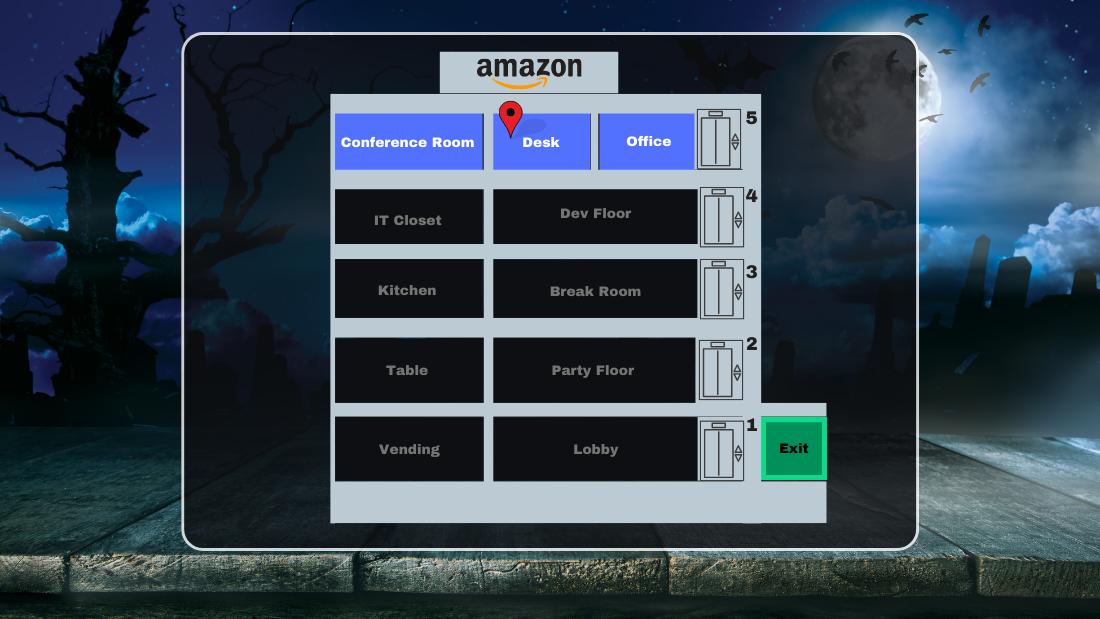 amazon
Conference Room
Desk
Office
5
IT Closet
Dev Floor
4
Kitchen
Break Room
3
Table
Party Floor
2
Vending
Lobby
1
Exit